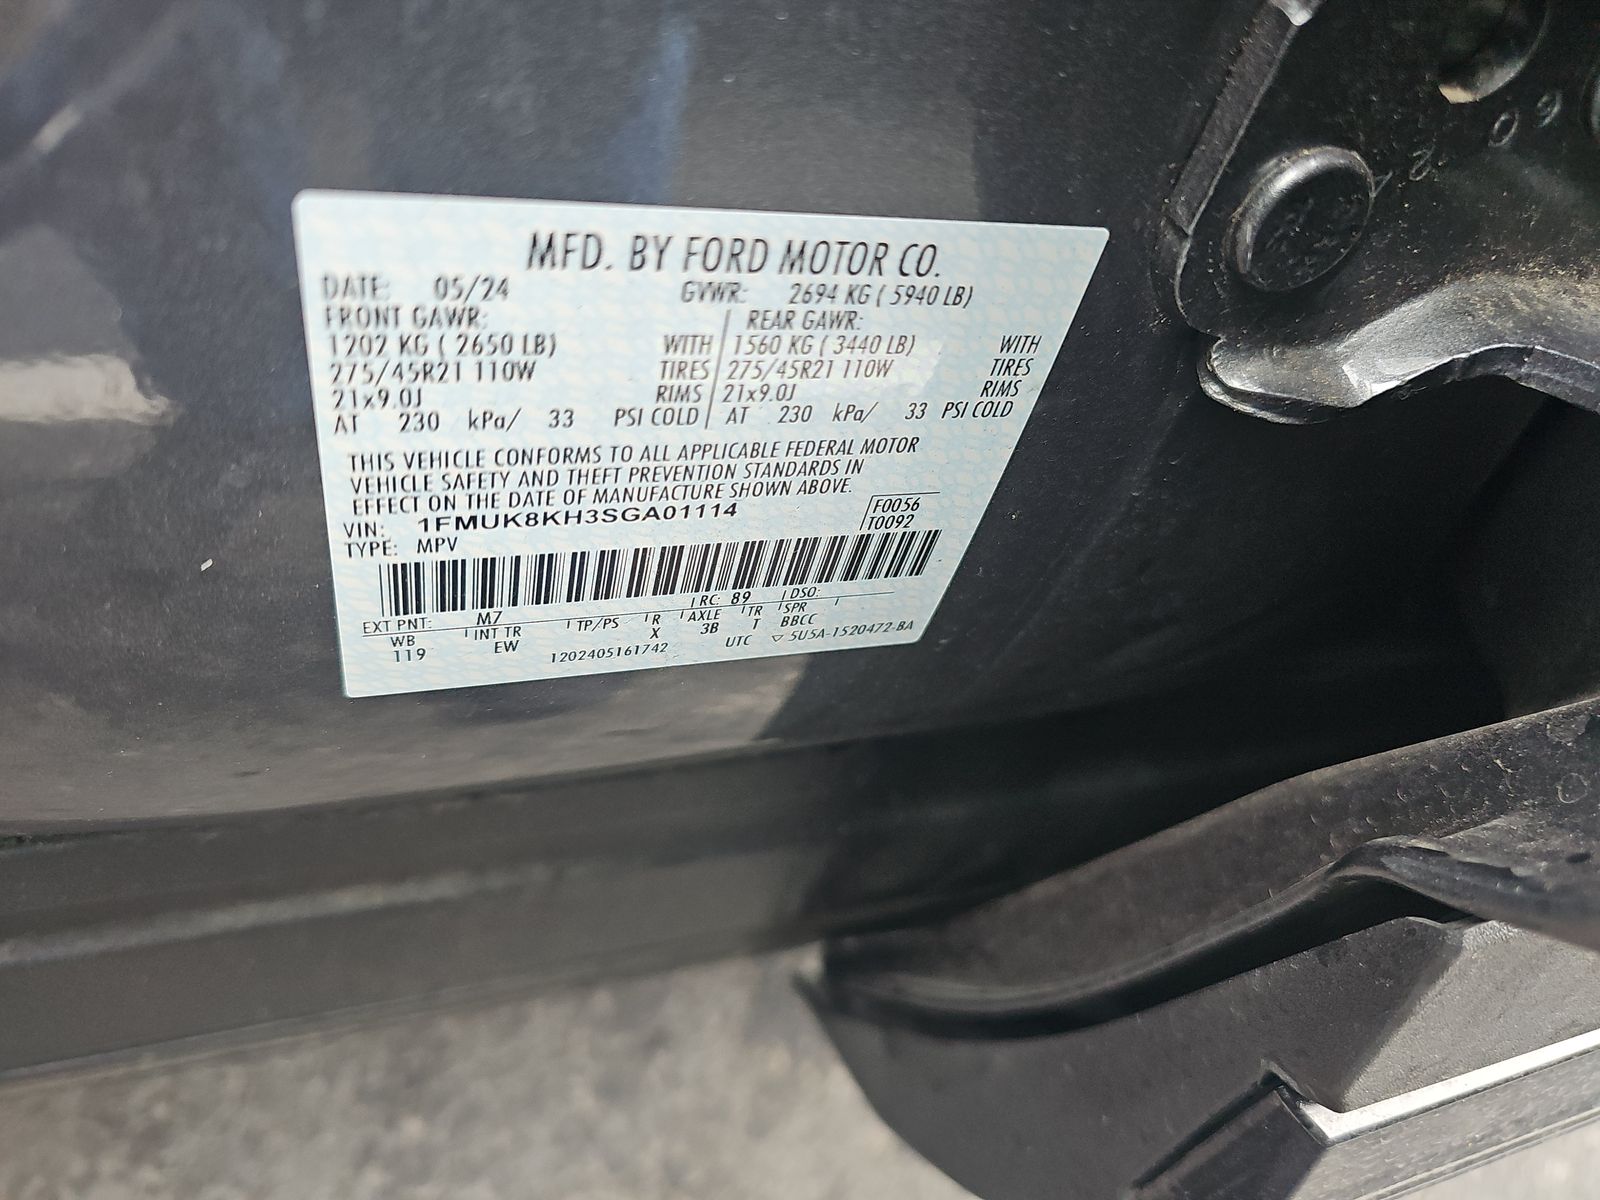 MFD. BY FORD MOTOR CO.
DATE: 05/24 GVWR: 2694 KG ( 5940 LB)
FRONT GAWR: REAR GAWR:
1202 KG ( 2650 LB) WITH 1560 KG ( 3440 LB) WITH
275/45R21 110W TIRES 275/45R21 110W TIRES
21x9.0J RIMS 21x9.0J RIMS
AT 230 kPa/ 33 PSI COLD AT 230 kPa/ 33 PSI COLD
THIS VEHICLE CONFORMS TO ALL APPLICABLE FEDERAL MOTOR
VEHICLE SAFETY AND THEFT PREVENTION STANDARDS IN
EFFECT ON THE DATE OF MANUFACTURE SHOWN ABOVE.
VIN: 1FMUK8KH3SGA01114 F0056
TYPE: MPV T0092
EXT PNT: M7 RC: 89 DSO:
WB INT TR TP/PS R AXLE TR SPR
119 EW X 3B T BBCC
1202405161742 UTC ▽ 5U5A-1520472-BA